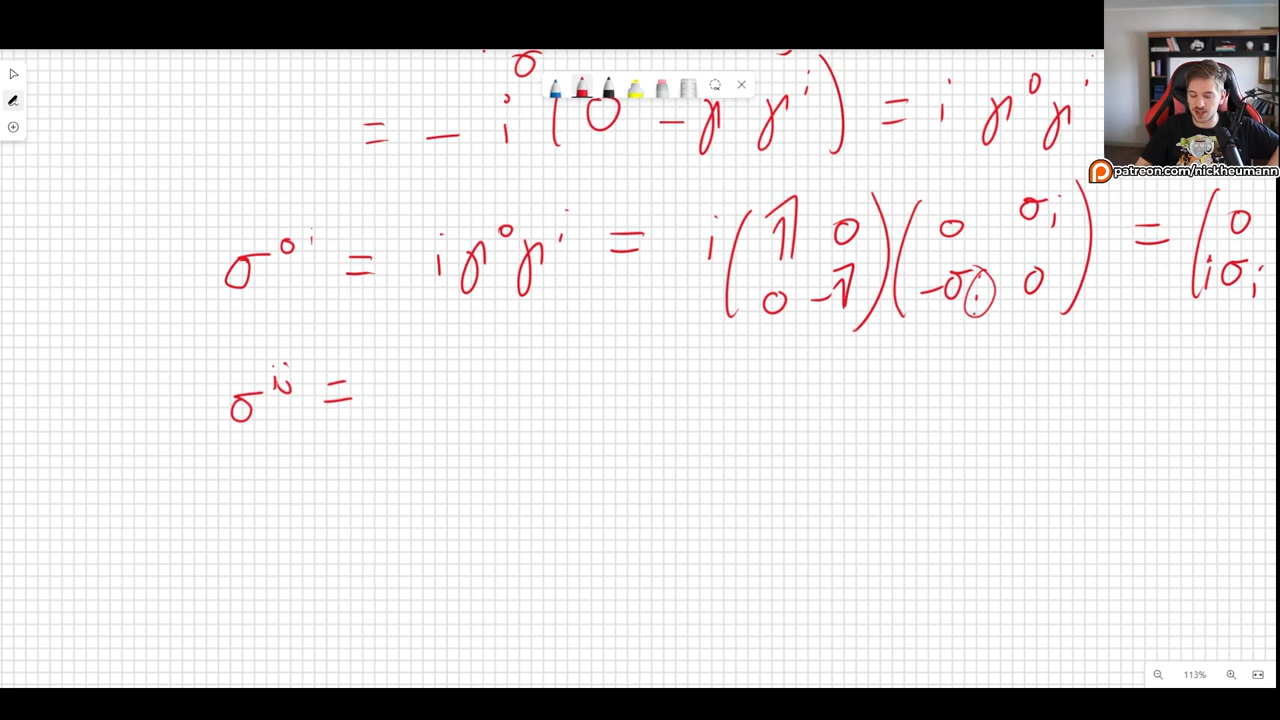 = - i ( 0 - γ γ^i ) = i γ^0 γ^i
patreon.com/nickheumann
σ^{0i} = i γ^0 γ^i = i ( 1 0 ; 0 -1 ) ( 0 σ_i ; -σ_i 0 ) = ( 0 ; iσ_i
σ^{ij} =
113%